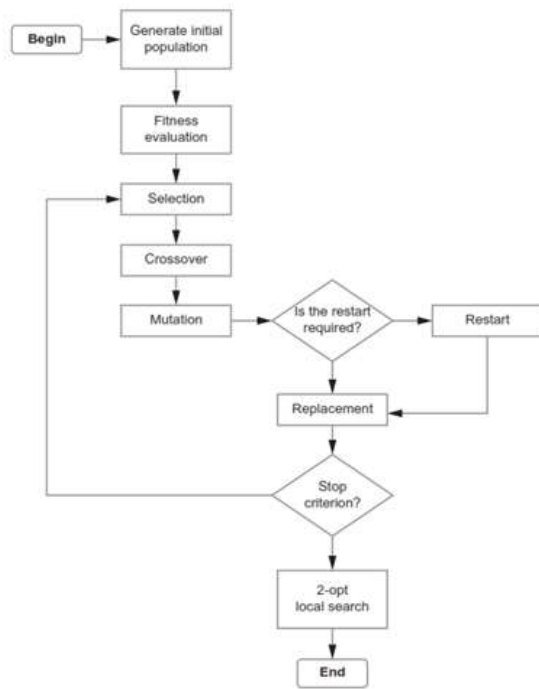 Begin
Generate initial
population
Fitness
evaluation
Selection
Crossover
Mutation
Is the restart
required?
Restart
Replacement
Stop
criterion?
2-opt
local search
End